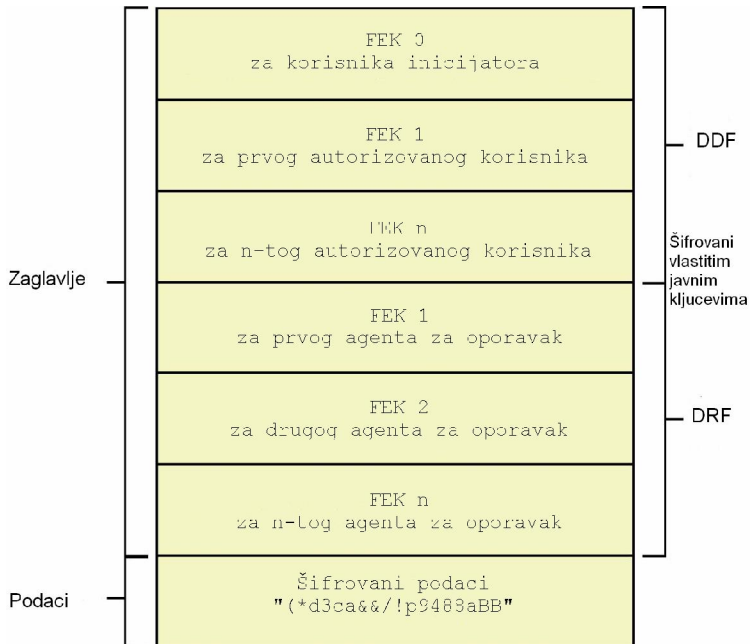 FEK 0
za korisnika inicijatora
FEK 1
za prvog autorizovanog korisnika
FEK n
za n-tog autorizovanog korisnika
FEK 1
za prvog agenta za oporavak
FEK 2
za drugog agenta za oporavak
FEK n
za n-tog agenta za oporavak
Šifrovani podaci
"(*d3ca&&/!p9488aBB"
Zaglavlje
Podaci
DDF
Šifrovani
vlastitim
javnim
kljucevima
DRF